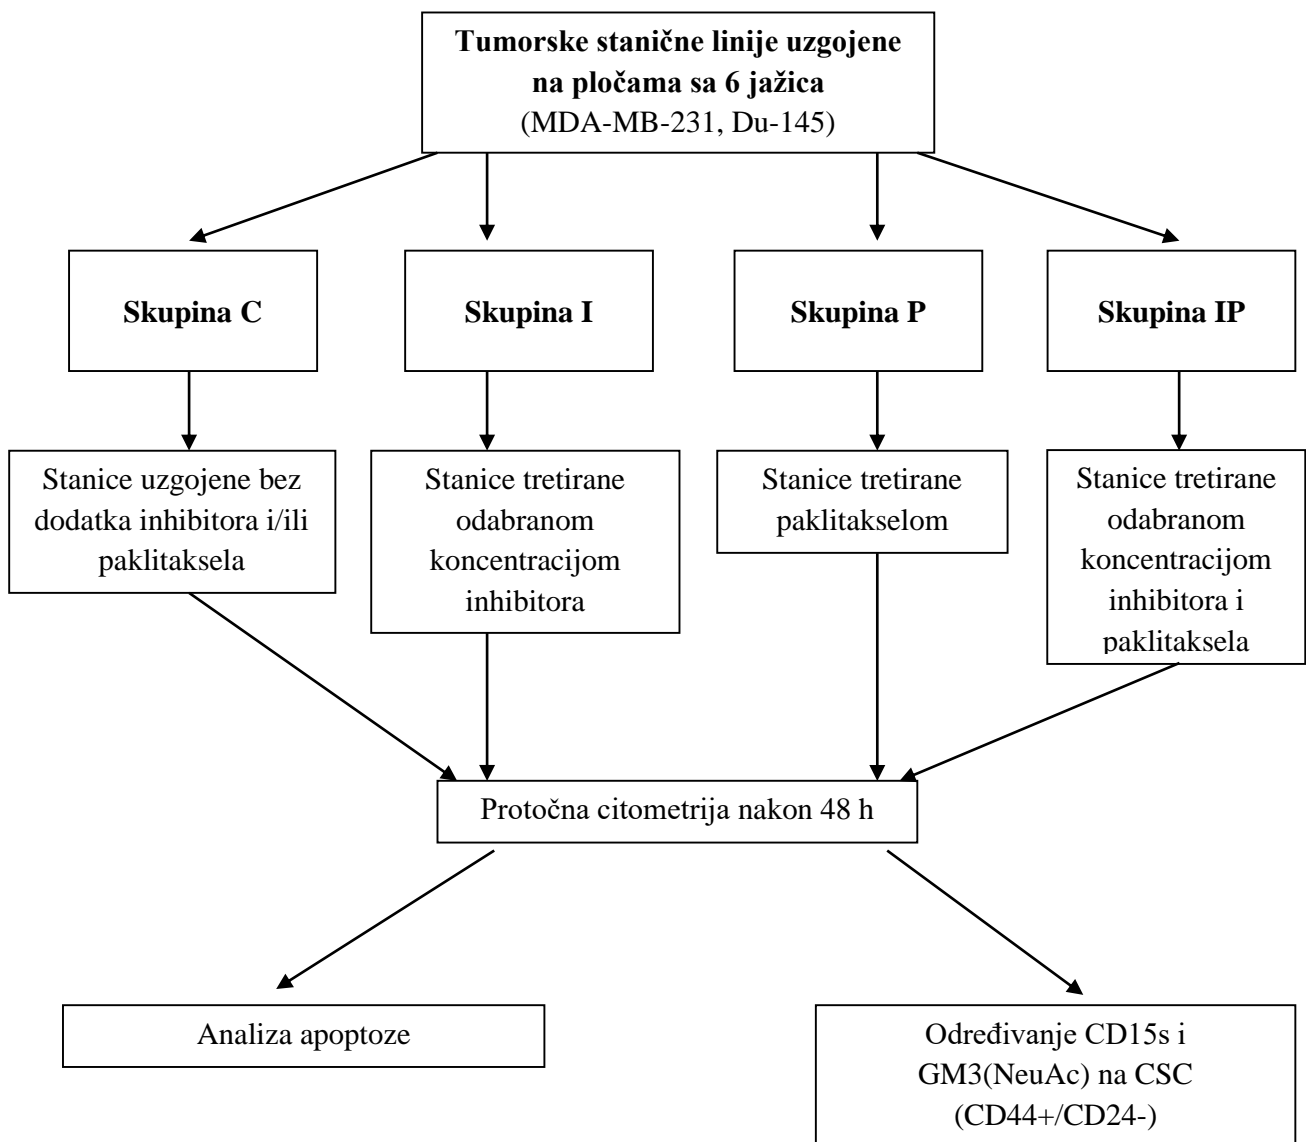 Tumorske stanične linije uzgojene
na pločama sa 6 jažica
(MDA-MB-231, Du-145)
Skupina C
Skupina I
Skupina P
Skupina IP
Stanice uzgojene bez
dodatka inhibitora i/ili
paklitaksela
Stanice tretirane
odabranom
koncentracijom
inhibitora
Stanice tretirane
paklitakselom
Stanice tretirane
odabranom
koncentracijom
inhibitora i
paklitaksela
Protočna citometrija nakon 48 h
Analiza apoptoze
Određivanje CD15s i
GM3(NeuAc) na CSC
(CD44+/CD24-)